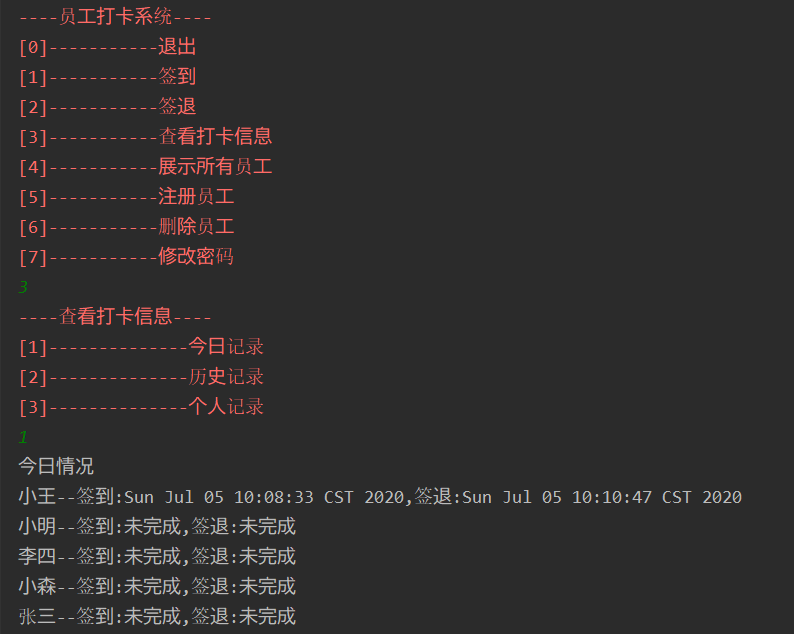 ----员工打卡系统----
[0]-----------退出
[1]-----------签到
[2]-----------签退
[3]-----------查看打卡信息
[4]-----------展示所有员工
[5]-----------注册员工
[6]-----------删除员工
[7]-----------修改密码
3
----查看打卡信息----
[1]--------------今日记录
[2]--------------历史记录
[3]--------------个人记录
1
今日情况
小王--签到:Sun Jul 05 10:08:33 CST 2020,签退:Sun Jul 05 10:10:47 CST 2020
小明--签到:未完成,签退:未完成
李四--签到:未完成,签退:未完成
小森--签到:未完成,签退:未完成
张三--签到:未完成,签退:未完成